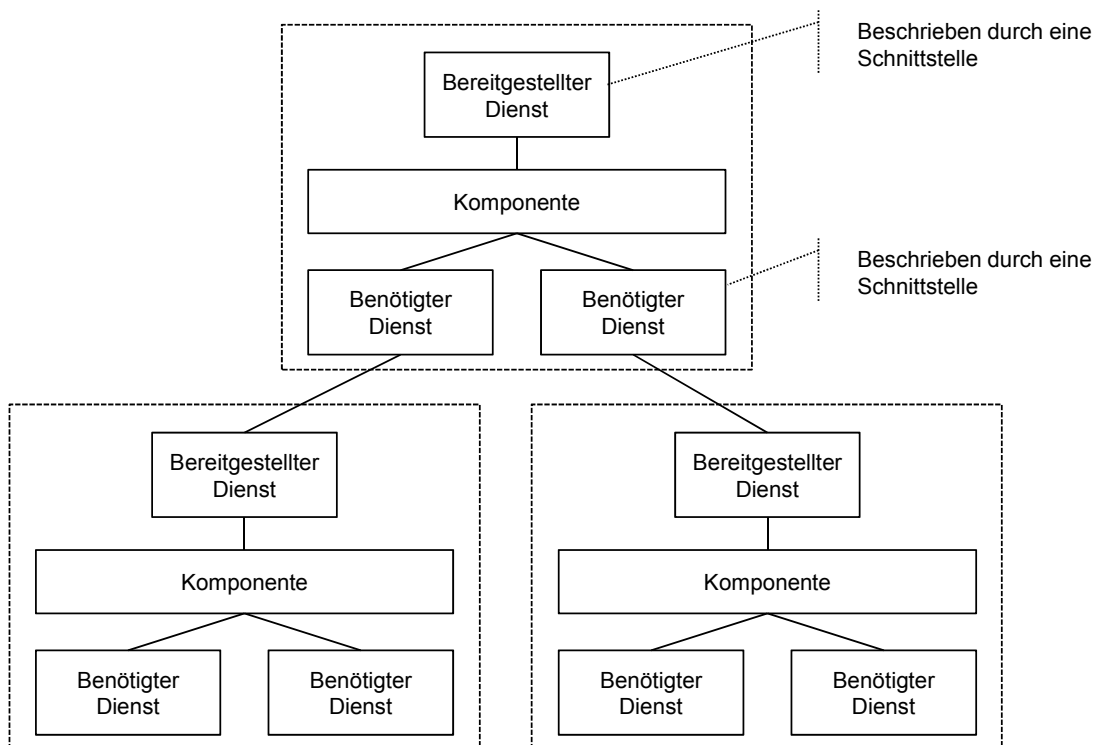 Beschrieben durch eine
Schnittstelle
Bereitgestellter
Dienst
Komponente
Beschrieben durch eine
Schnittstelle
Benötigter
Dienst
Benötigter
Dienst
Bereitgestellter
Dienst
Bereitgestellter
Dienst
Komponente
Komponente
Benötigter
Dienst
Benötigter
Dienst
Benötigter
Dienst
Benötigter
Dienst